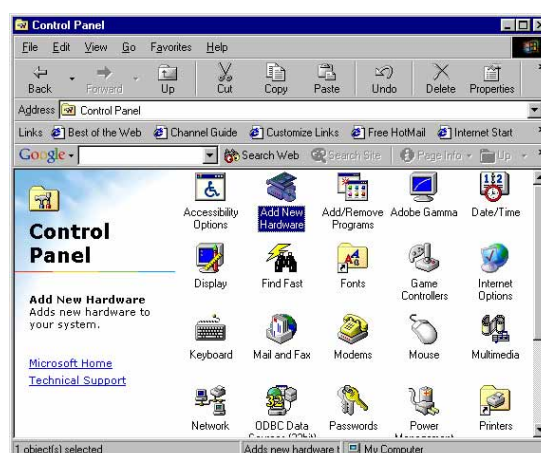 Control Panel
File Edit View Go Favorites Help
Back Forward Up Cut Copy Paste Undo Delete Properties
Address Control Panel
Links Best of the Web Channel Guide Customize Links Free HotMail Internet Start
Google Search Web Search Site Page Info Up
Control
Panel
Add New Hardware
Adds new hardware to
your system.
Microsoft Home
Technical Support
Accessibility
Options
Add New
Hardware
Add/Remove
Programs
Adobe Gamma
Date/Time
Display
Find Fast
Fonts
Game
Controllers
Internet
Options
Keyboard
Mail and Fax
Modems
Mouse
Multimedia
Network
ODBC Data
Sources (32bit)
Passwords
Power
Management
Printers
1 object(s) selected Adds new hardware t My Computer